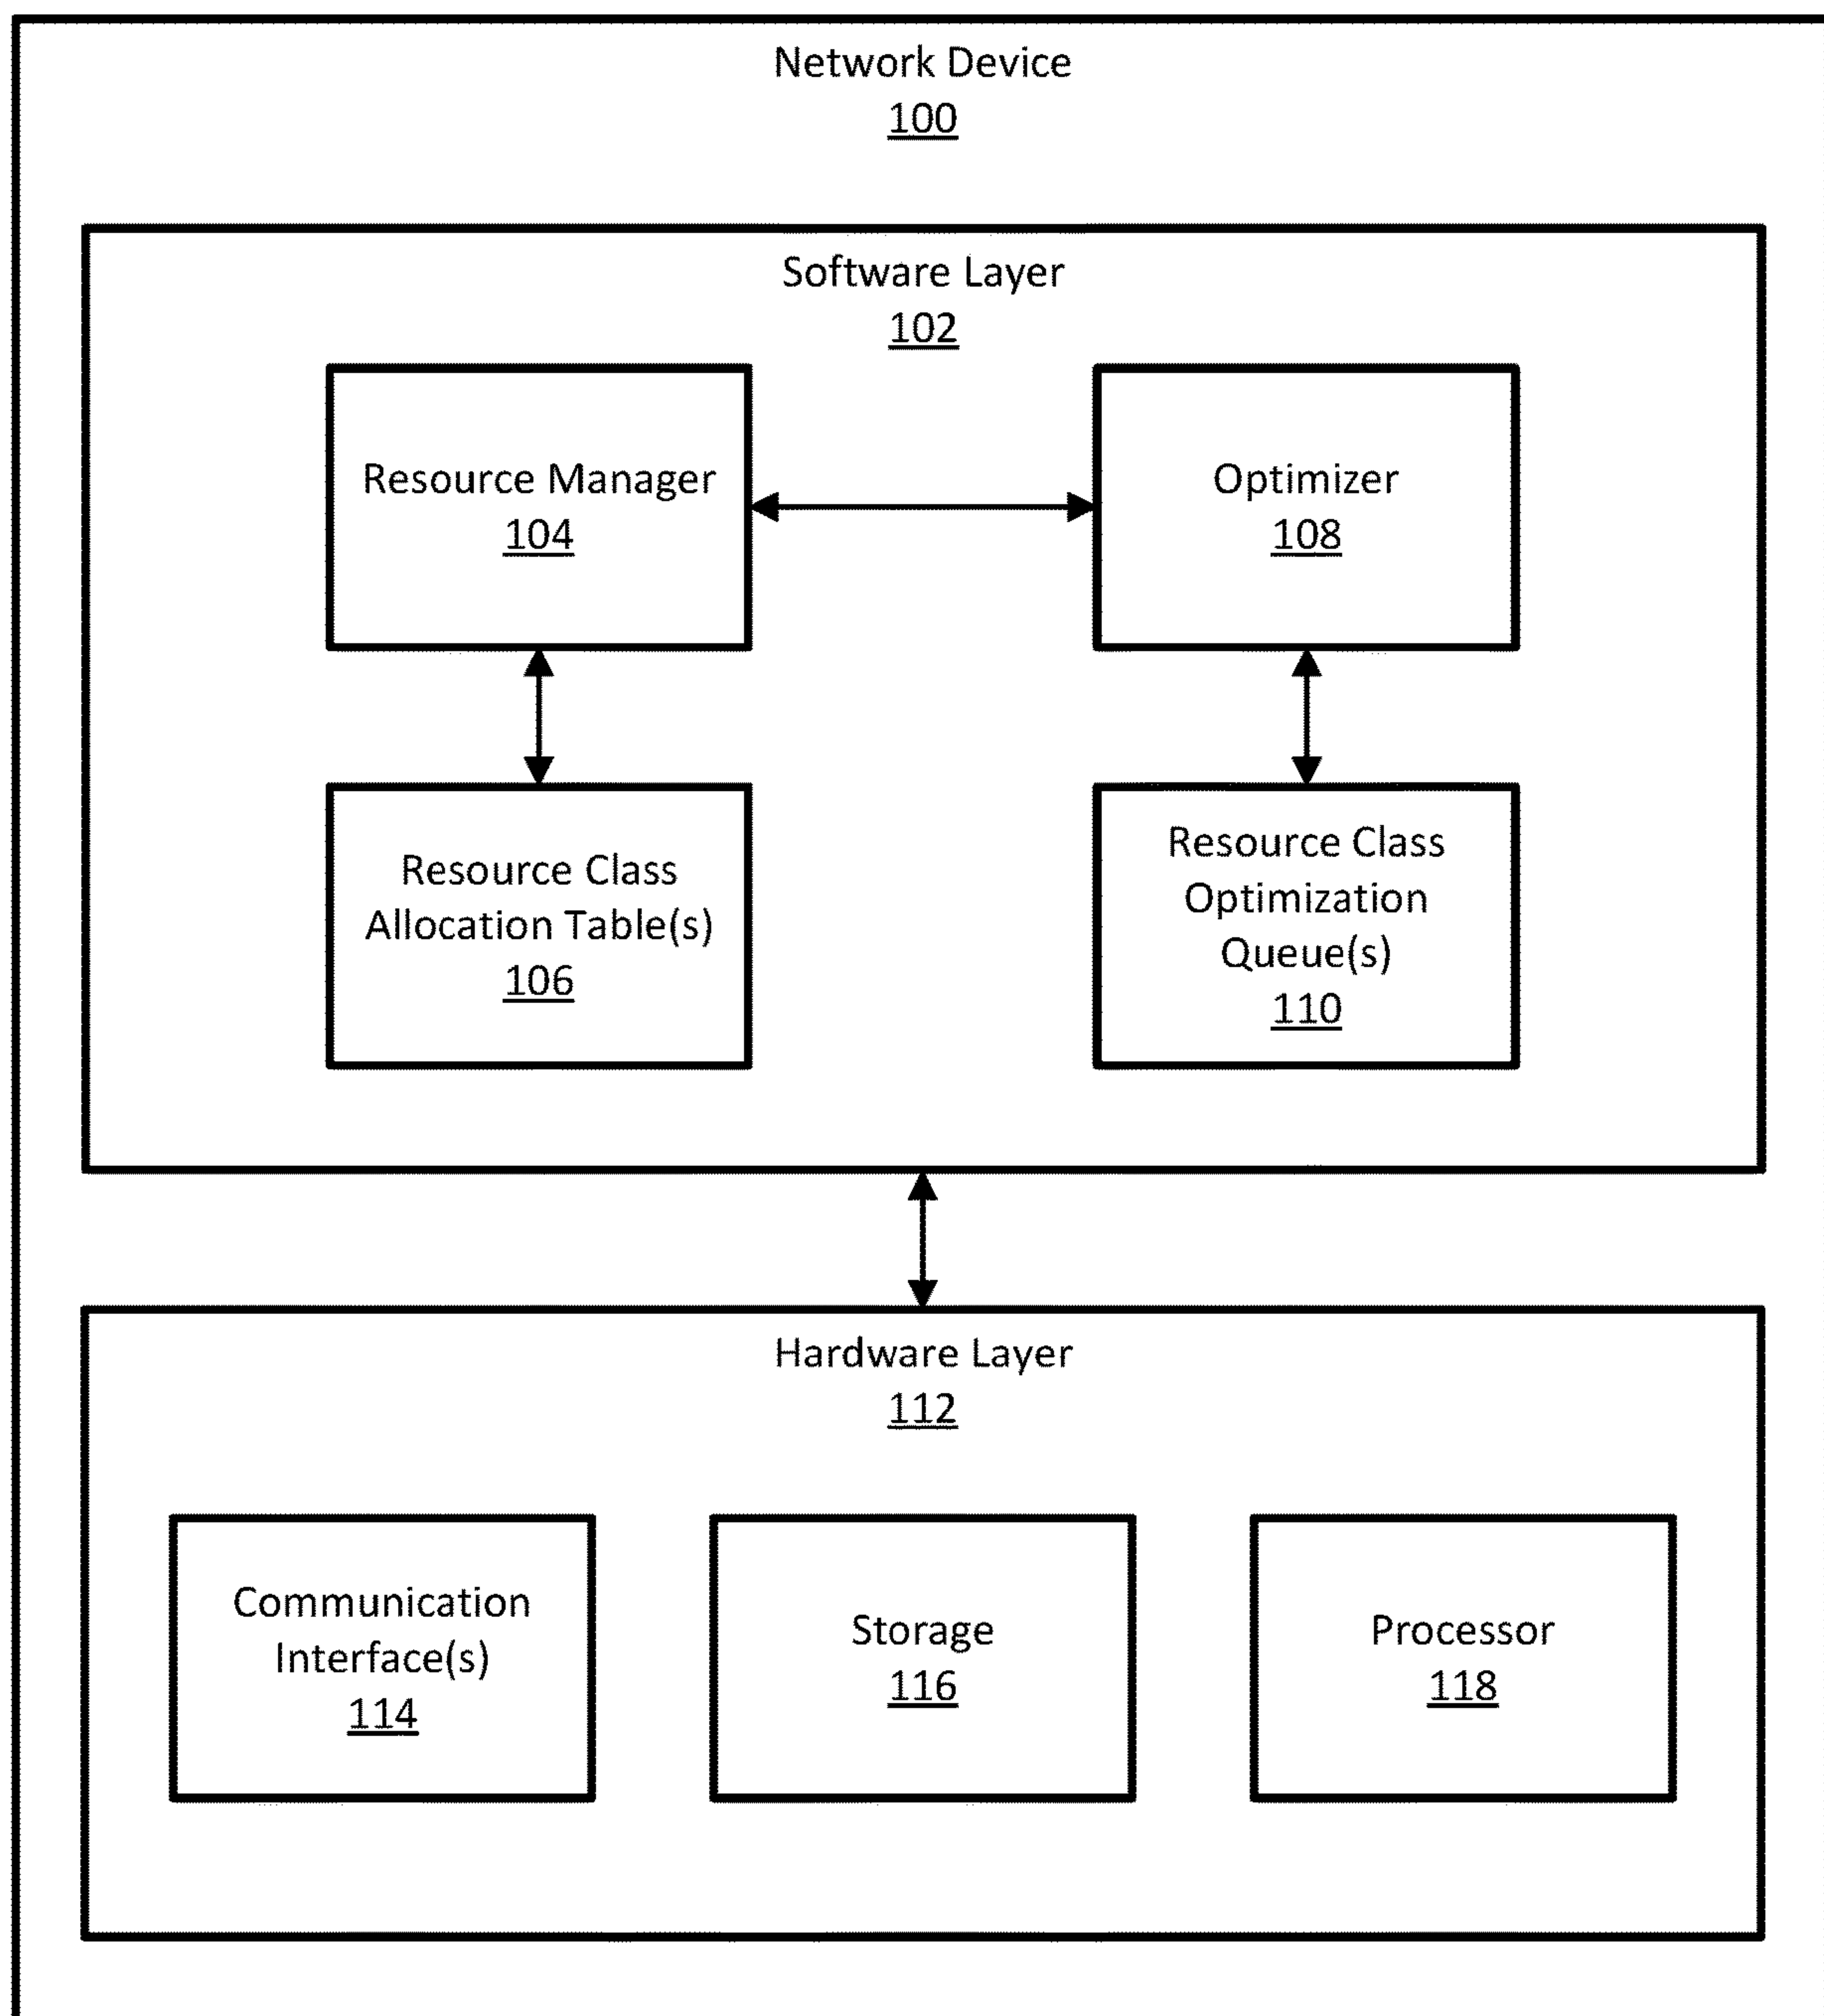 Network Device
100
Software Layer
102
Resource Manager
104
Optimizer
108
Resource Class
Allocation Table(s)
106
Resource Class
Optimization
Queue(s)
110
Hardware Layer
112
Communication
Interface(s)
114
Storage
116
Processor
118